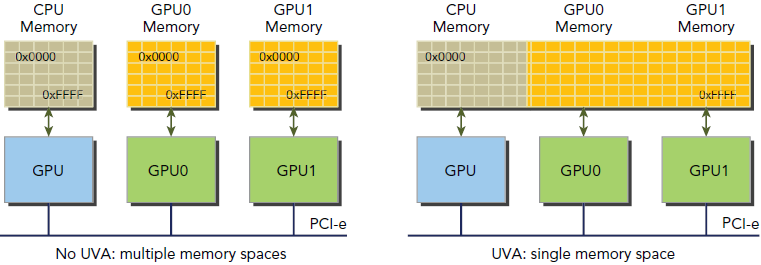 CPU Memory
GPU0 Memory
GPU1 Memory
0x0000
0xFFFF
0x0000
0xFFFF
0x0000
0xFFFF
GPU
GPU0
GPU1
PCI-e
No UVA: multiple memory spaces
CPU Memory
GPU0 Memory
GPU1 Memory
0x0000
0xFFFF
GPU
GPU0
GPU1
PCI-e
UVA: single memory space